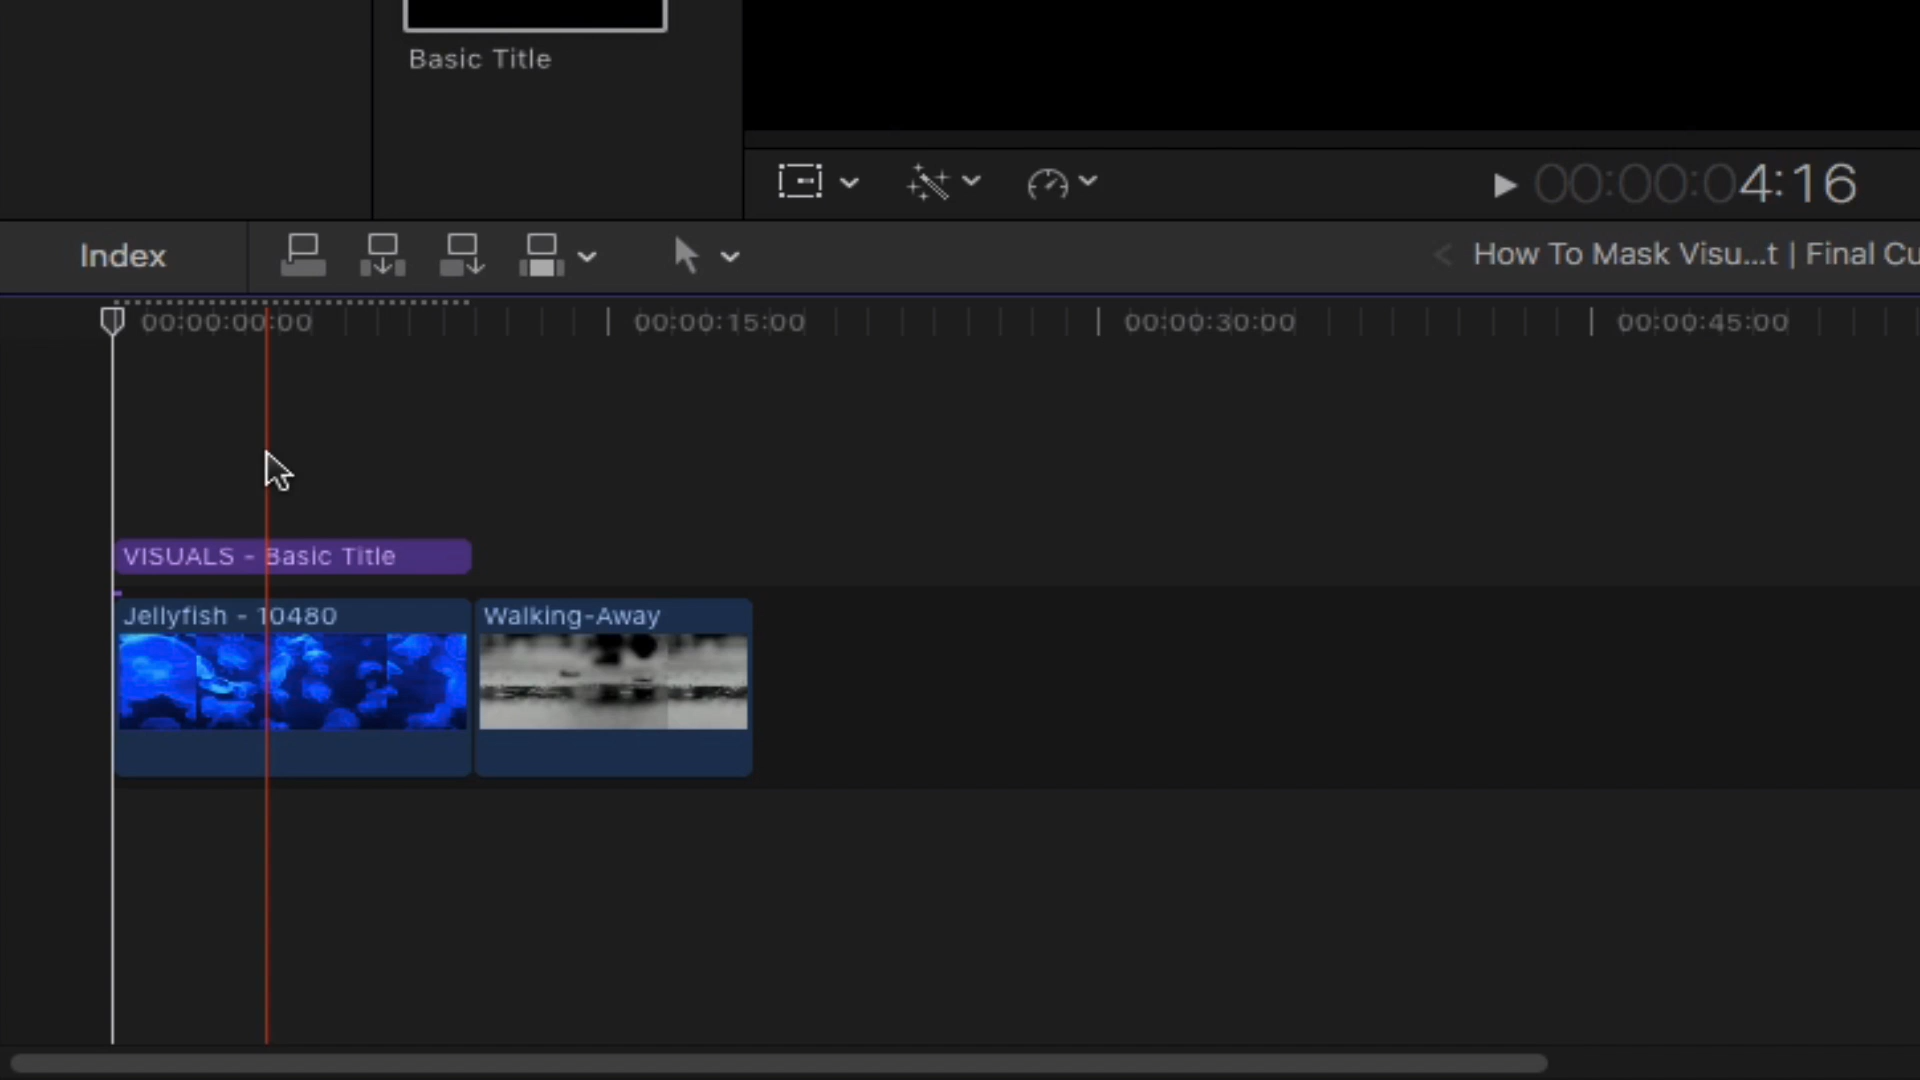 Basic Title
00:00:04:16
Index
How To Mask Visu...t | Final Cu
00:00:00:00
00:00:15:00
00:00:30:00
00:00:45:00
VISUALS - Basic Title
Jellyfish - 10480
Walking-Away